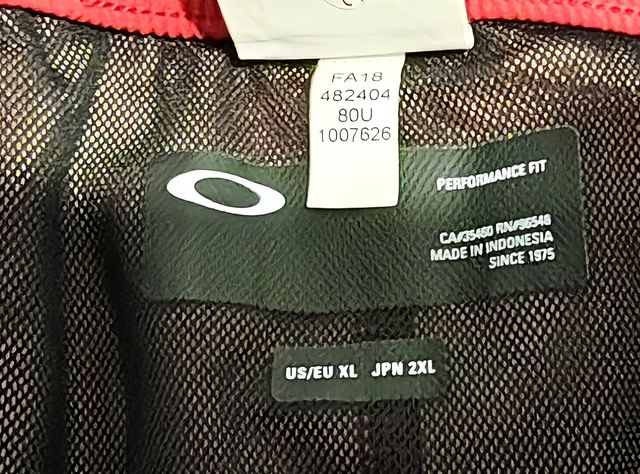 FA18
482404
80U
1007626
PERFORMANCE FIT
CA#35460 RN#96548
MADE IN INDONESIA
SINCE 1975
US/EU XL JPN 2XL